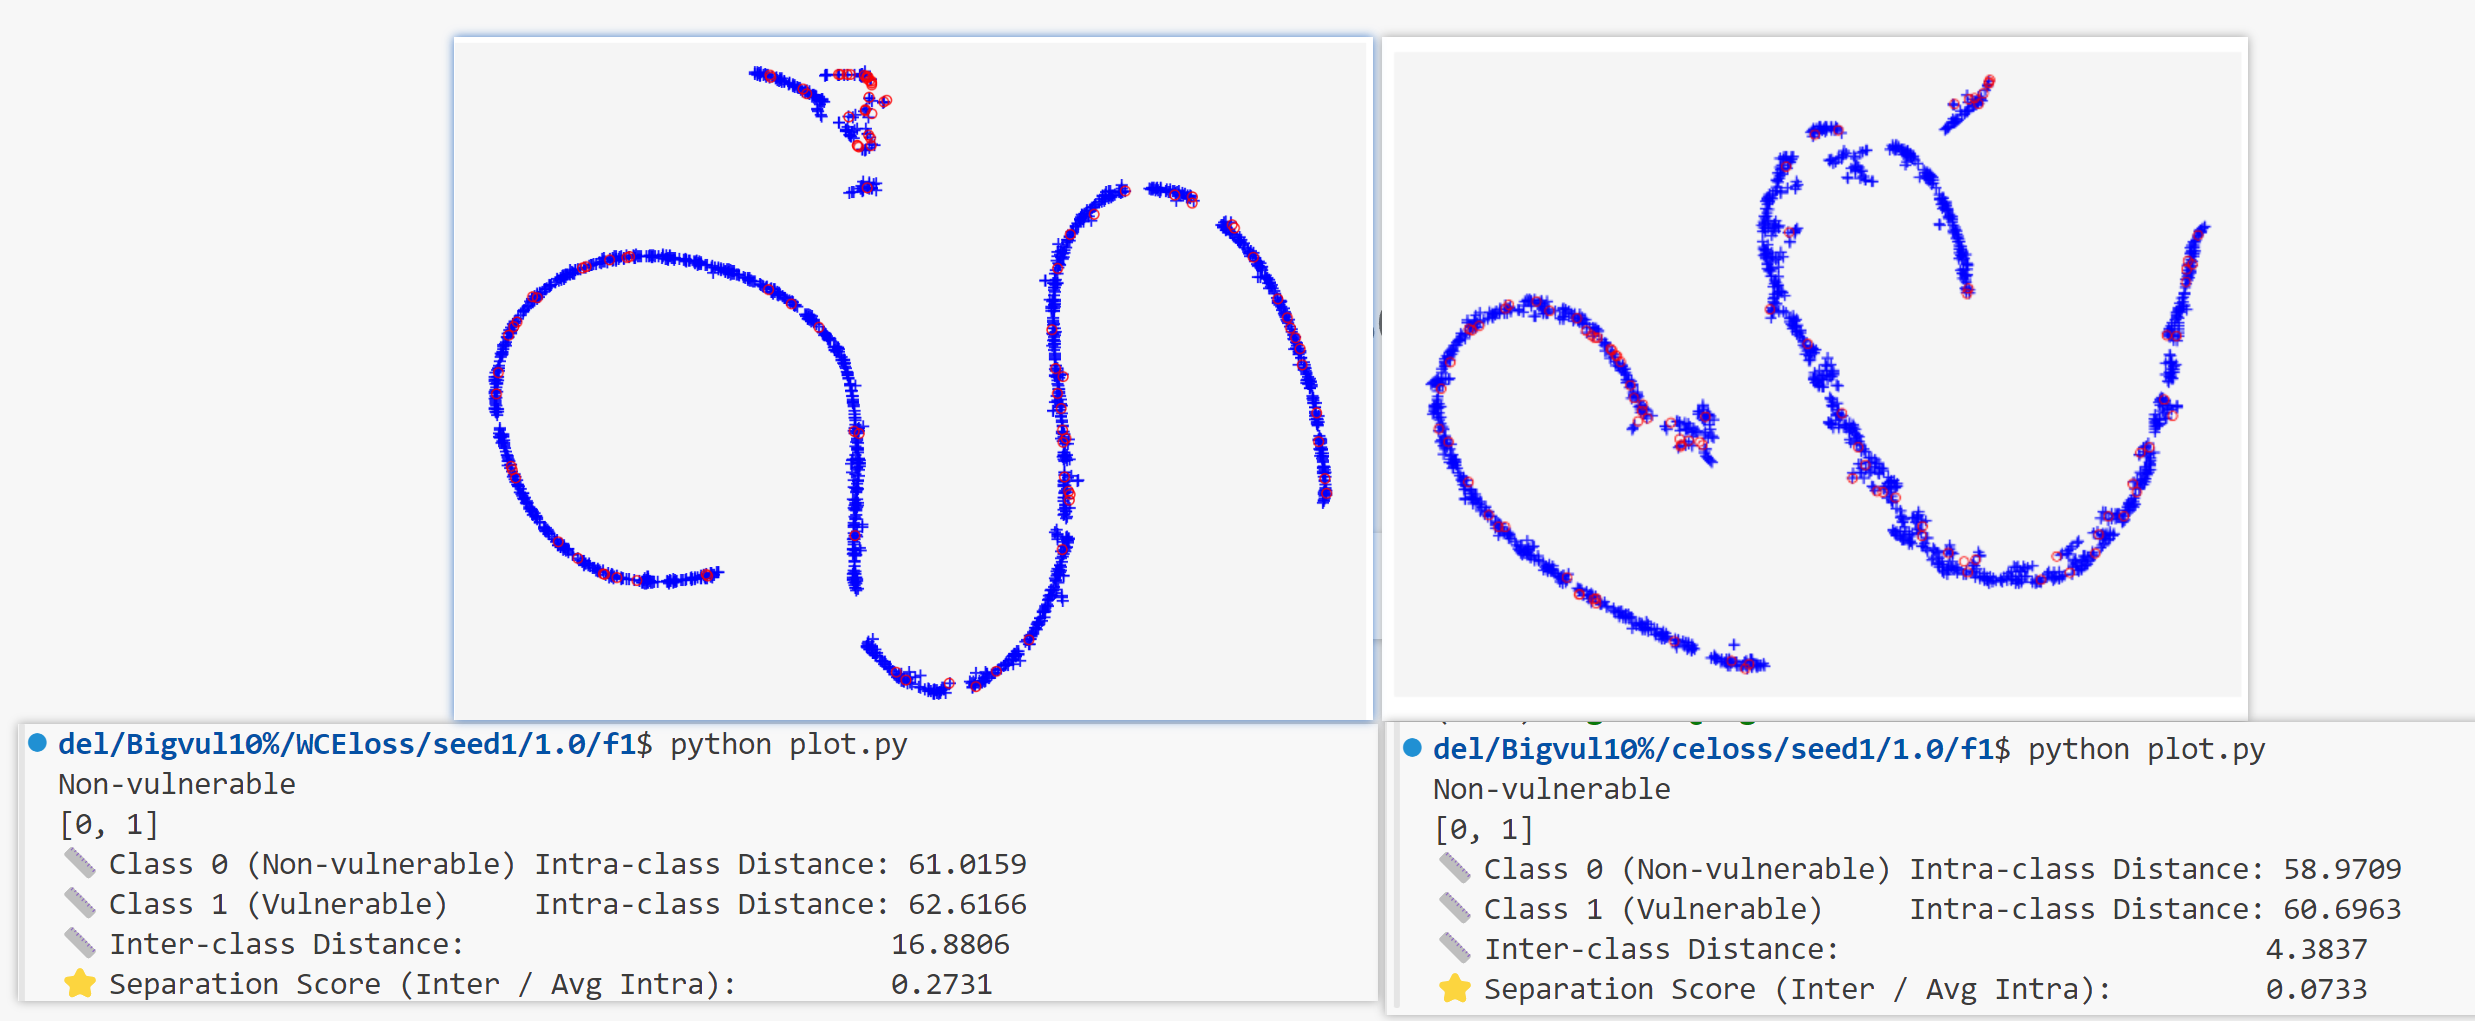 del/Bigvul10%/WCEloss/seed1/1.0/f1$ python plot.py
Non-vulnerable
[0, 1]
Class 0 (Non-vulnerable) Intra-class Distance: 61.0159
Class 1 (Vulnerable) Intra-class Distance: 62.6166
Inter-class Distance: 16.8806
Separation Score (Inter / Avg Intra): 0.2731
del/Bigvul10%/celoss/seed1/1.0/f1$ python plot.py
Non-vulnerable
[0, 1]
Class 0 (Non-vulnerable) Intra-class Distance: 58.9709
Class 1 (Vulnerable) Intra-class Distance: 60.6963
Inter-class Distance: 4.3837
Separation Score (Inter / Avg Intra): 0.0733